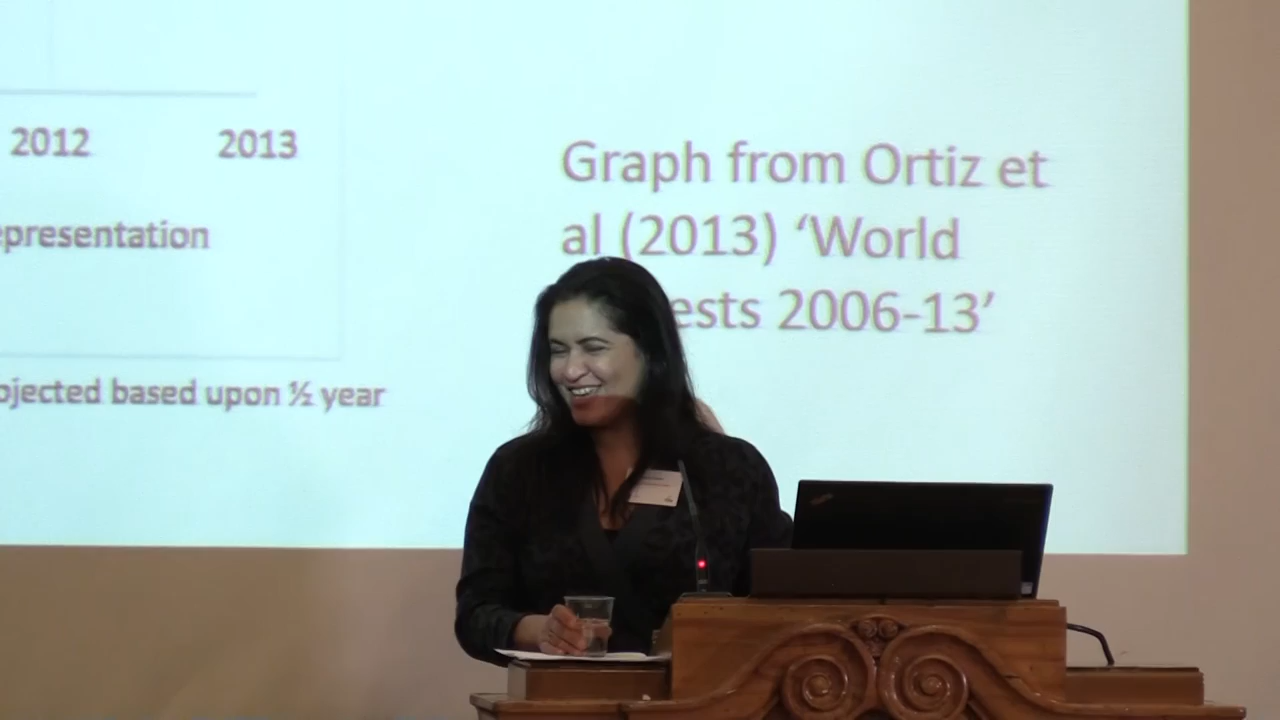 2012 2013
epresentation
ojected based upon ½ year
Graph from Ortiz et
al (2013) ‘World
ests 2006-13’